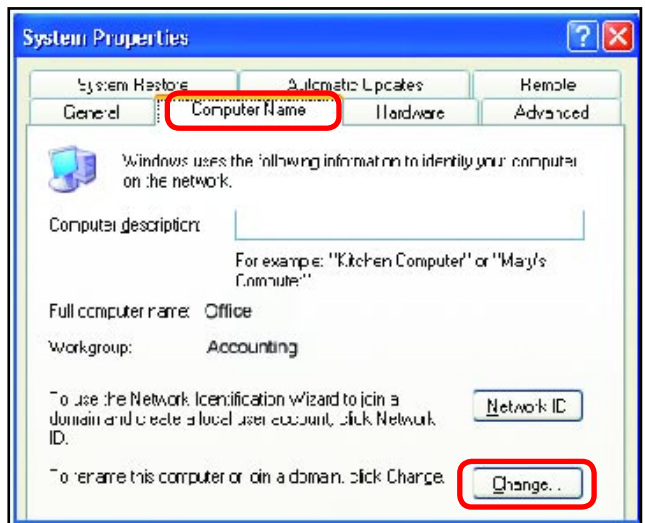 System Properties
System Restore Automatic Updates Remote
General Computer Name Hardware Advanced
Windows uses the following information to identify your computer
on the network.
Computer description:
For example: "Kitchen Computer" or "Mary's
Computer".
Full computer name: Office
Workgroup: Accounting
To use the Network Identification Wizard to join a
domain and create a local user account, click Network
ID.
Network ID
To rename this computer or join a domain, click Change.
Change...